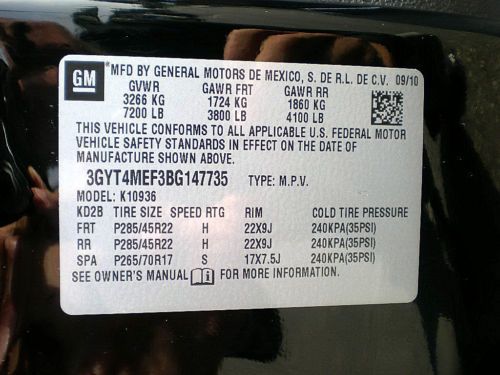 GM
MFD BY GENERAL MOTORS DE MEXICO, S. DE R.L. DE C.V. 09/10
GVWR GAWR FRT GAWR RR
3266 KG 1724 KG 1860 KG
7200 LB 3800 LB 4100 LB
THIS VEHICLE CONFORMS TO ALL APPLICABLE U.S. FEDERAL MOTOR
VEHICLE SAFETY STANDARDS IN EFFECT ON THE DATE OF
MANUFACTURE SHOWN ABOVE.
3GYT4MEF3BG147735 TYPE: M.P.V.
MODEL: K10936
KD2B TIRE SIZE SPEED RTG RIM COLD TIRE PRESSURE
FRT P285/45R22 H 22X9J 240KPA(35PSI)
RR P285/45R22 H 22X9J 240KPA(35PSI)
SPA P265/70R17 S 17X7.5J 240KPA(35PSI)
SEE OWNER'S MANUAL FOR MORE INFORMATION.